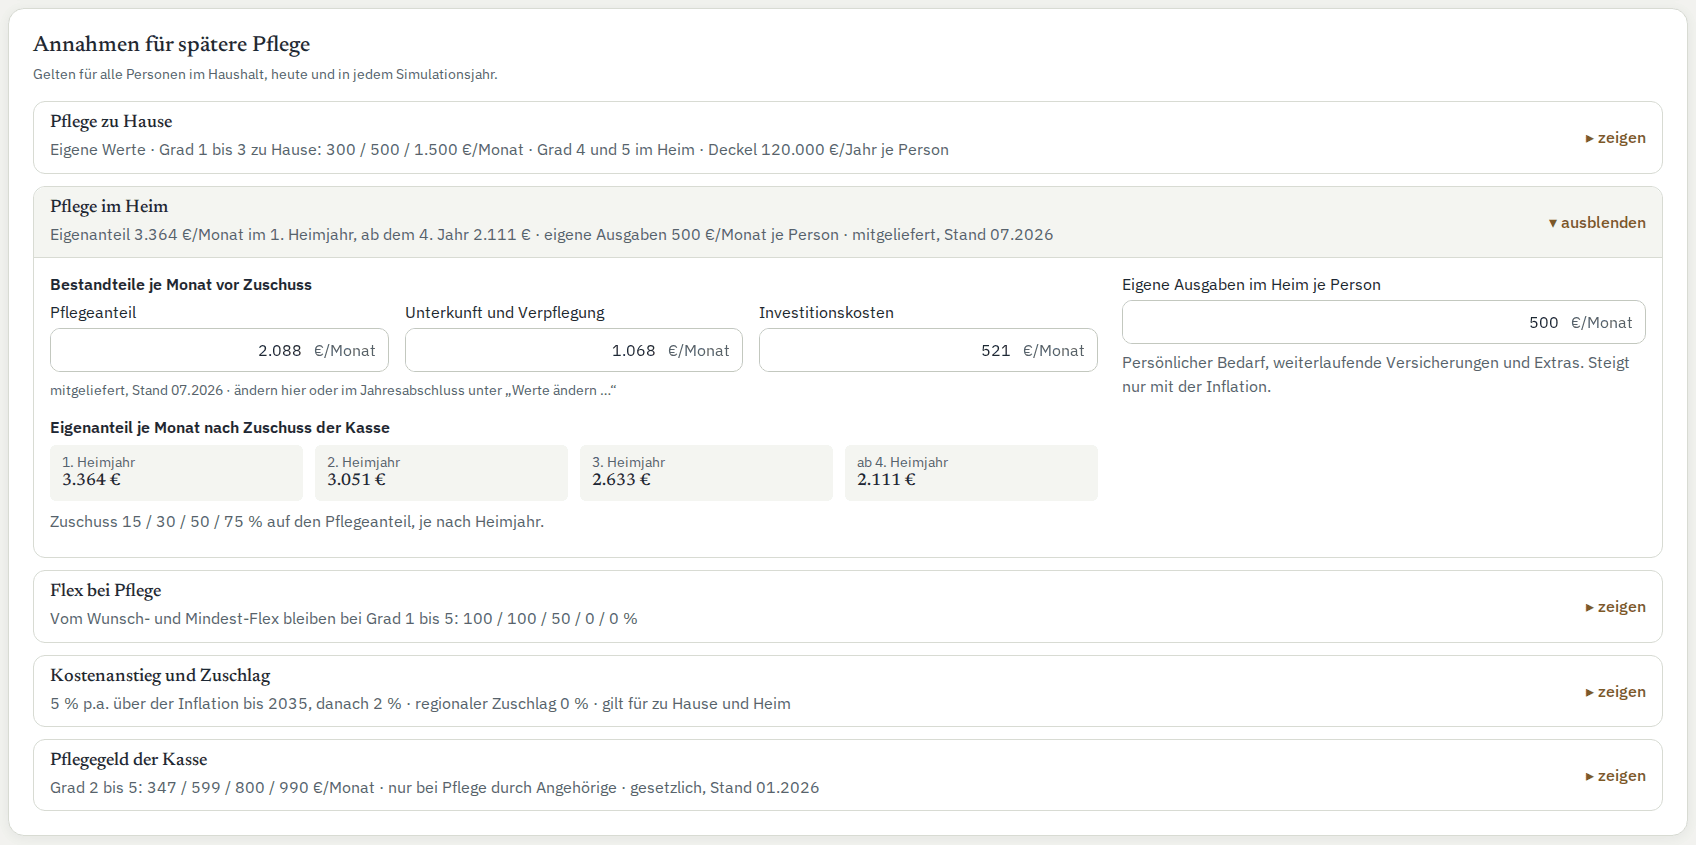 Annahmen für spätere Pflege
Gelten für alle Personen im Haushalt, heute und in jedem Simulationsjahr.
Pflege zu Hause
Eigene Werte · Grad 1 bis 3 zu Hause: 300 / 500 / 1.500 €/Monat · Grad 4 und 5 im Heim · Deckel 120.000 €/Jahr je Person
▸ zeigen
Pflege im Heim
Eigenanteil 3.364 €/Monat im 1. Heimjahr, ab dem 4. Jahr 2.111 € · eigene Ausgaben 500 €/Monat je Person · mitgeliefert, Stand 07.2026
▾ ausblenden
Bestandteile je Monat vor Zuschuss
Pflegeanteil
2.088 €/Monat
Unterkunft und Verpflegung
1.068 €/Monat
Investitionskosten
521 €/Monat
mitgeliefert, Stand 07.2026 · ändern hier oder im Jahresabschluss unter „Werte ändern …“
Eigene Ausgaben im Heim je Person
500 €/Monat
Persönlicher Bedarf, weiterlaufende Versicherungen und Extras. Steigt
nur mit der Inflation.
Eigenanteil je Monat nach Zuschuss der Kasse
1. Heimjahr
3.364 €
2. Heimjahr
3.051 €
3. Heimjahr
2.633 €
ab 4. Heimjahr
2.111 €
Zuschuss 15 / 30 / 50 / 75 % auf den Pflegeanteil, je nach Heimjahr.
Flex bei Pflege
Vom Wunsch- und Mindest-Flex bleiben bei Grad 1 bis 5: 100 / 100 / 50 / 0 / 0 %
▸ zeigen
Kostenanstieg und Zuschlag
5 % p.a. über der Inflation bis 2035, danach 2 % · regionaler Zuschlag 0 % · gilt für zu Hause und Heim
▸ zeigen
Pflegegeld der Kasse
Grad 2 bis 5: 347 / 599 / 800 / 990 €/Monat · nur bei Pflege durch Angehörige · gesetzlich, Stand 01.2026
▸ zeigen